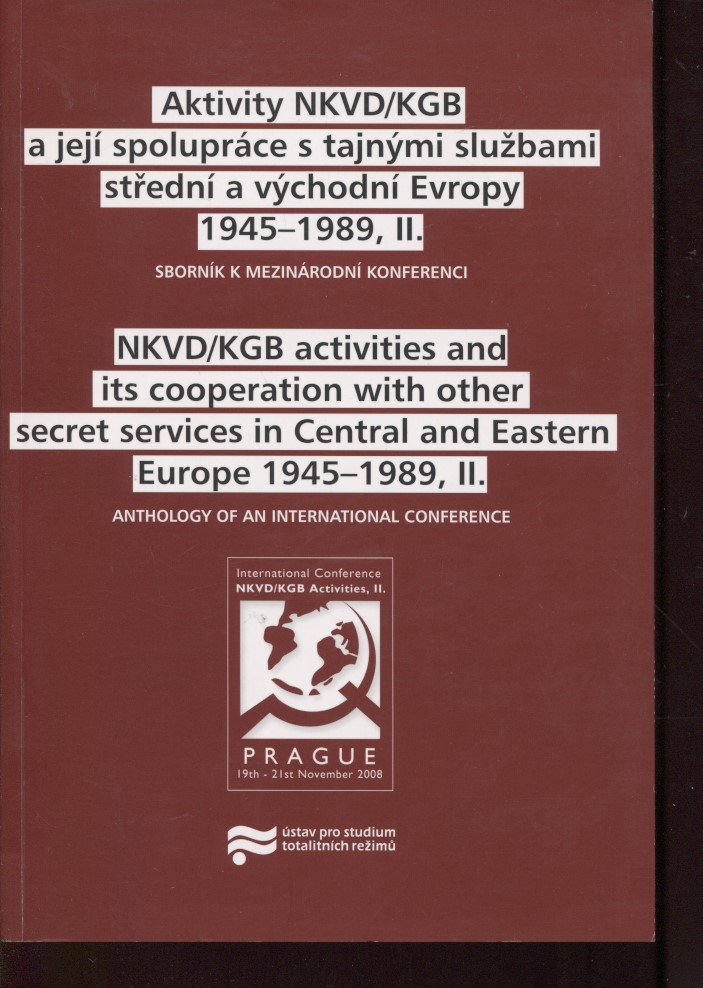 Aktivity NKVD/KGB
a její spolupráce s tajnými službami
střední a východní Evropy
1945–1989, II.
SBORNÍK K MEZINÁRODNÍ KONFERENCI
NKVD/KGB activities and
its cooperation with other
secret services in Central and Eastern
Europe 1945–1989, II.
ANTHOLOGY OF AN INTERNATIONAL CONFERENCE
International Conference
NKVD/KGB Activities, II.
PRAGUE
19th - 21st November 2008
ústav pro studium
totalitních režimů